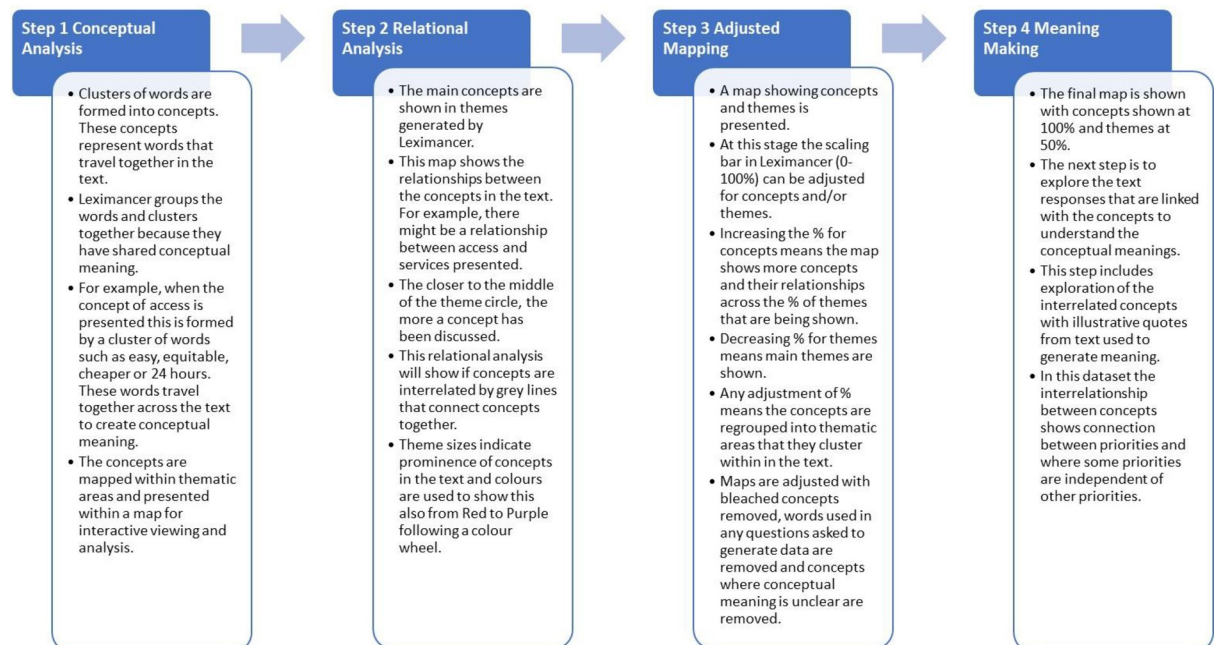 Step 1 Conceptual
Analysis
• Clusters of words are
formed into concepts.
These concepts
represent words that
travel together in the
text.
• Leximancer groups the
words and clusters
together because they
have shared conceptual
meaning.
• For example, when the
concept of access is
presented this is formed
by a cluster of words
such as easy, equitable,
cheaper or 24 hours.
These words travel
together across the text
to create conceptual
meaning.
• The concepts are
mapped within thematic
areas and presented
within a map for
interactive viewing and
analysis.
Step 2 Relational
Analysis
• The main concepts are
shown in themes
generated by
Leximancer.
• This map shows the
relationships between
the concepts in the text.
For example, there
might be a relationship
between access and
services presented.
• The closer to the middle
of the theme circle, the
more a concept has
been discussed.
• This relational analysis
will show if concepts are
interrelated by grey lines
that connect concepts
together.
• Theme sizes indicate
prominence of concepts
in the text and colours
are used to show this
also from Red to Purple
following a colour
wheel.
Step 3 Adjusted
Mapping
• A map showing concepts
and themes is
presented.
• At this stage the scaling
bar in Leximancer (0-
100%) can be adjusted
for concepts and/or
themes.
• Increasing the % for
concepts means the map
shows more concepts
and their relationships
across the % of themes
that are being shown.
• Decreasing % for themes
means main themes are
shown.
• Any adjustment of %
means the concepts are
regrouped into thematic
areas that they cluster
within in the text.
• Maps are adjusted with
bleached concepts
removed, words used in
any questions asked to
generate data are
removed and concepts
where conceptual
meaning is unclear are
removed.
Step 4 Meaning
Making
• The final map is shown
with concepts shown at
100% and themes at
50%.
• The next step is to
explore the text
responses that are linked
with the concepts to
understand the
conceptual meanings.
• This step includes
exploration of the
interrelated concepts
with illustrative quotes
from text used to
generate meaning.
• In this dataset the
interrelationship
between concepts
shows connection
between priorities and
where some priorities
are independent of
other priorities.